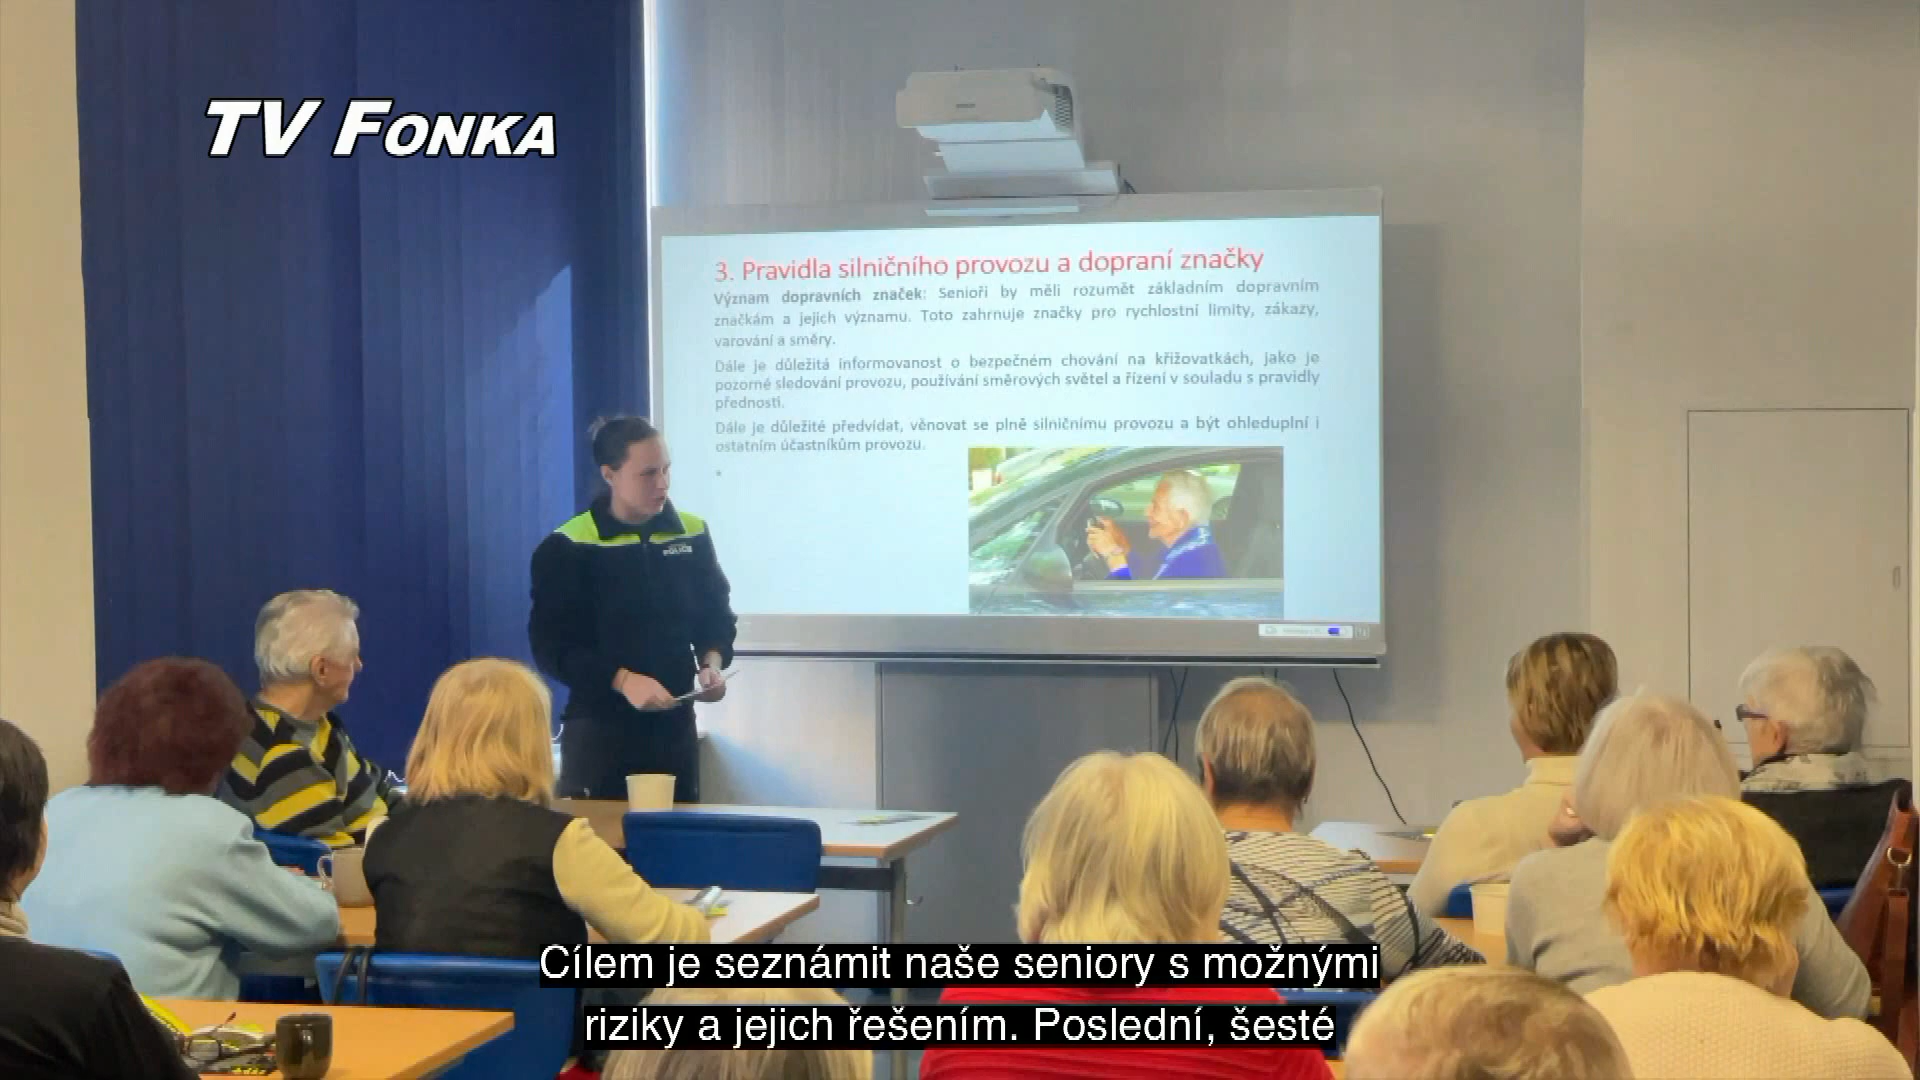 TV FONKA
3. Pravidla silničního provozu a dopraní značky
Význam dopravních značek: Senioři by měli rozumět základním dopravním
značkám a jejich významu. Toto zahrnuje značky pro rychlostní limity, zákazy,
varování a směry.
Dále je důležitá informovanost o bezpečném chování na křižovatkách, jako je
pozorné sledování provozu, používání směrových světel a řízení v souladu s pravidly
přednosti.
Dále je důležité předvídat, věnovat se plně silničnímu provozu a být ohleduplní i
ostatním účastníkům provozu.
POLICIE
Cílem je seznámit naše seniory s možnými
riziky a jejich řešením. Poslední, šesté